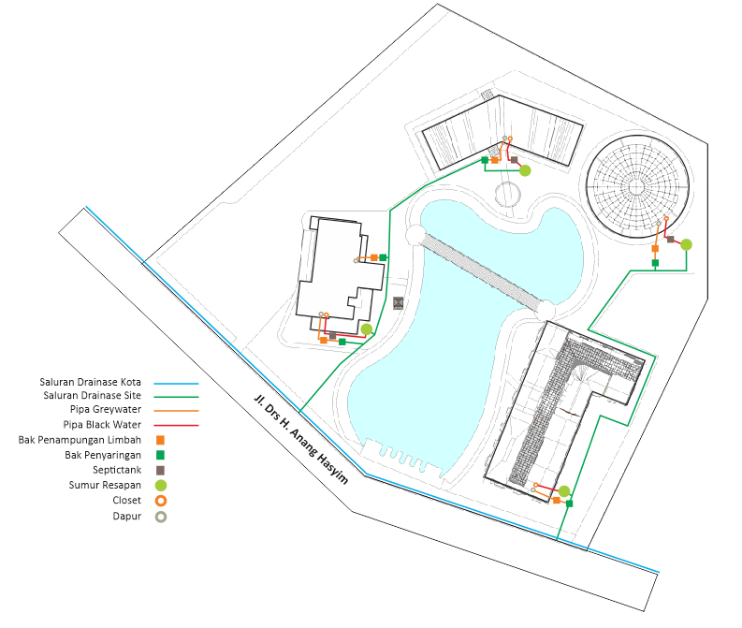 Saluran Drainase Kota
Saluran Drainase Site
Pipa Greywater
Pipa Black Water
Bak Penampungan Limbah
Bak Penyaringan
Septictank
Sumur Resapan
Closet
Dapur
Jl. Drs H. Anang Hasyim